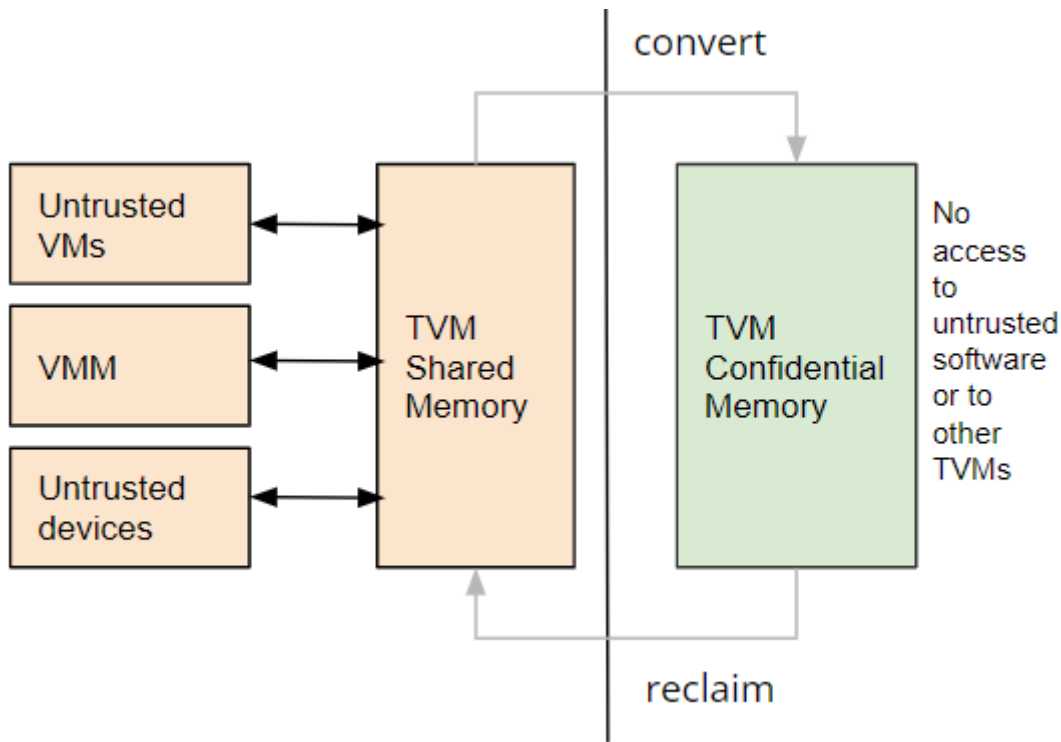 convert
Untrusted
VMs
VMM
Untrusted
devices
TVM
Shared
Memory
TVM
Confidential
Memory
No
access
to
untrusted
software
or to
other
TVMs
reclaim